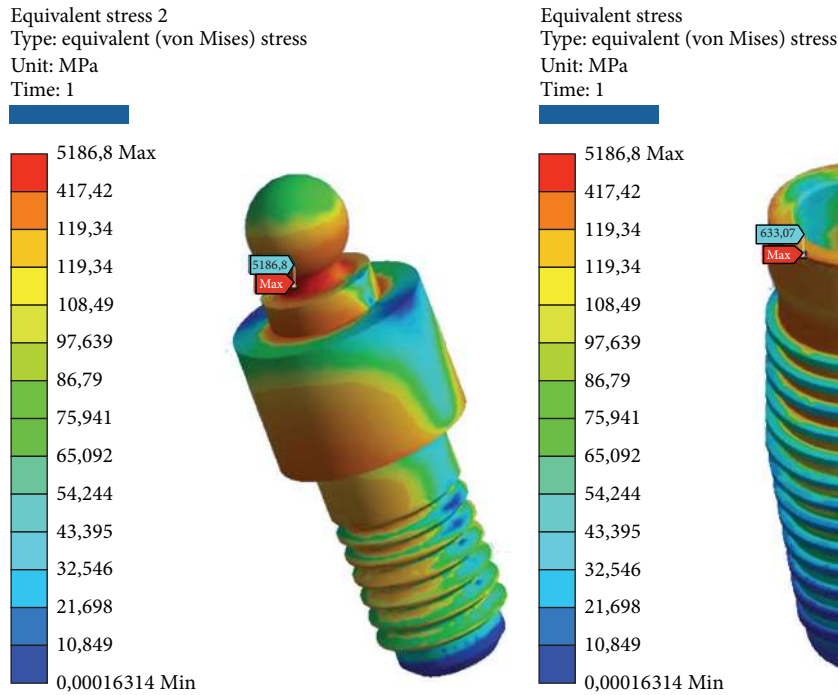 Equivalent stress 2
Type: equivalent (von Mises) stress
Unit: MPa
Time: 1
5186,8 Max
417,42
119,34
119,34
108,49
97,639
86,79
75,941
65,092
54,244
43,395
32,546
21,698
10,849
0,00016314 Min
5186,8
Max
Equivalent stress
Type: equivalent (von Mises) stress
Unit: MPa
Time: 1
5186,8 Max
417,42
119,34
119,34
108,49
97,639
86,79
75,941
65,092
54,244
43,395
32,546
21,698
10,849
0,00016314 Min
633,07
Max